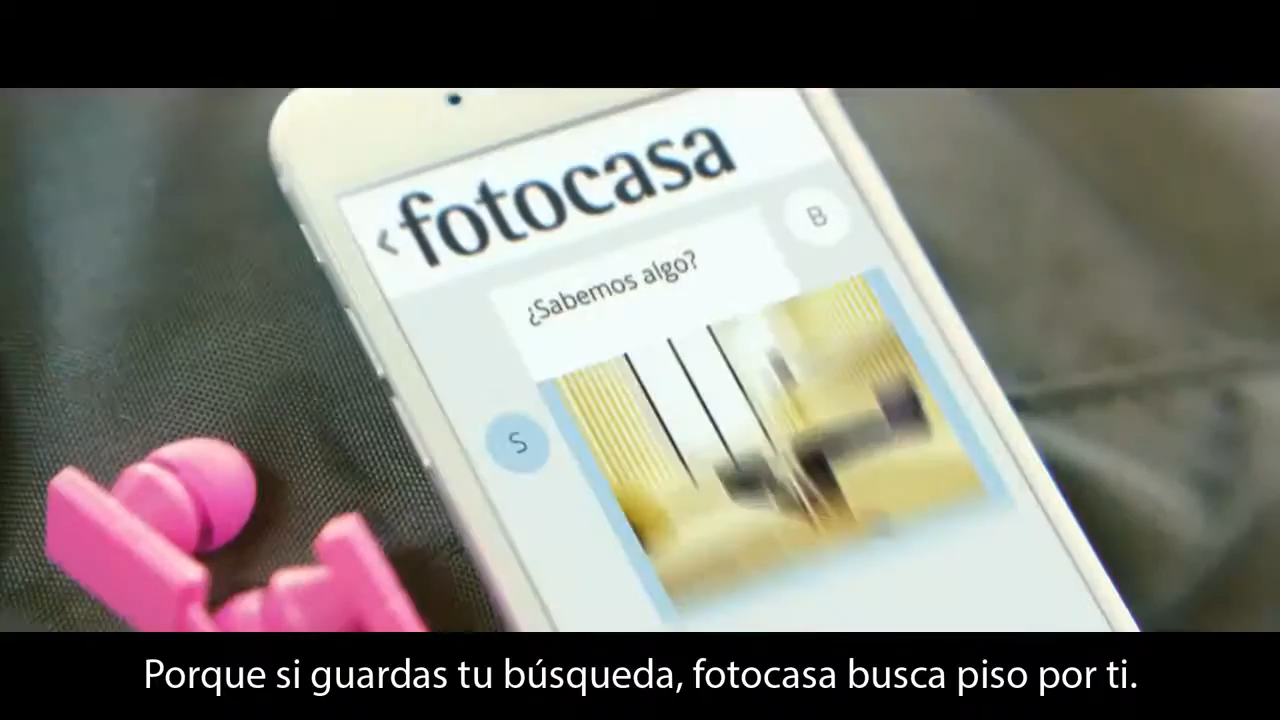 fotocasa
B
¿Sabemos algo?
S
Porque si guardas tu búsqueda, fotocasa busca piso por ti.